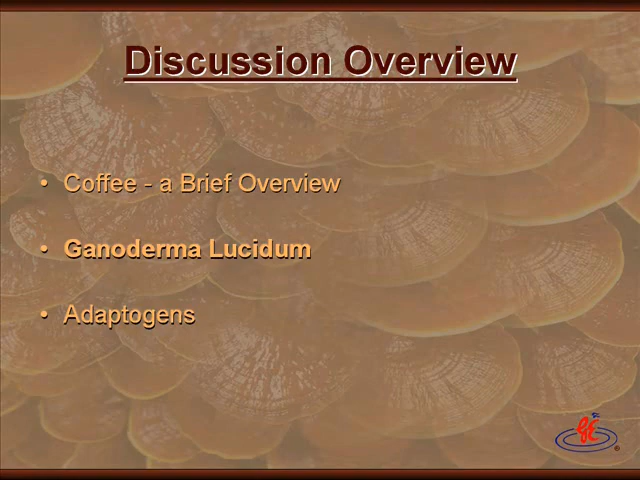 Discussion Overview
• Coffee - a Brief Overview
• Ganoderma Lucidum
• Adaptogens
®